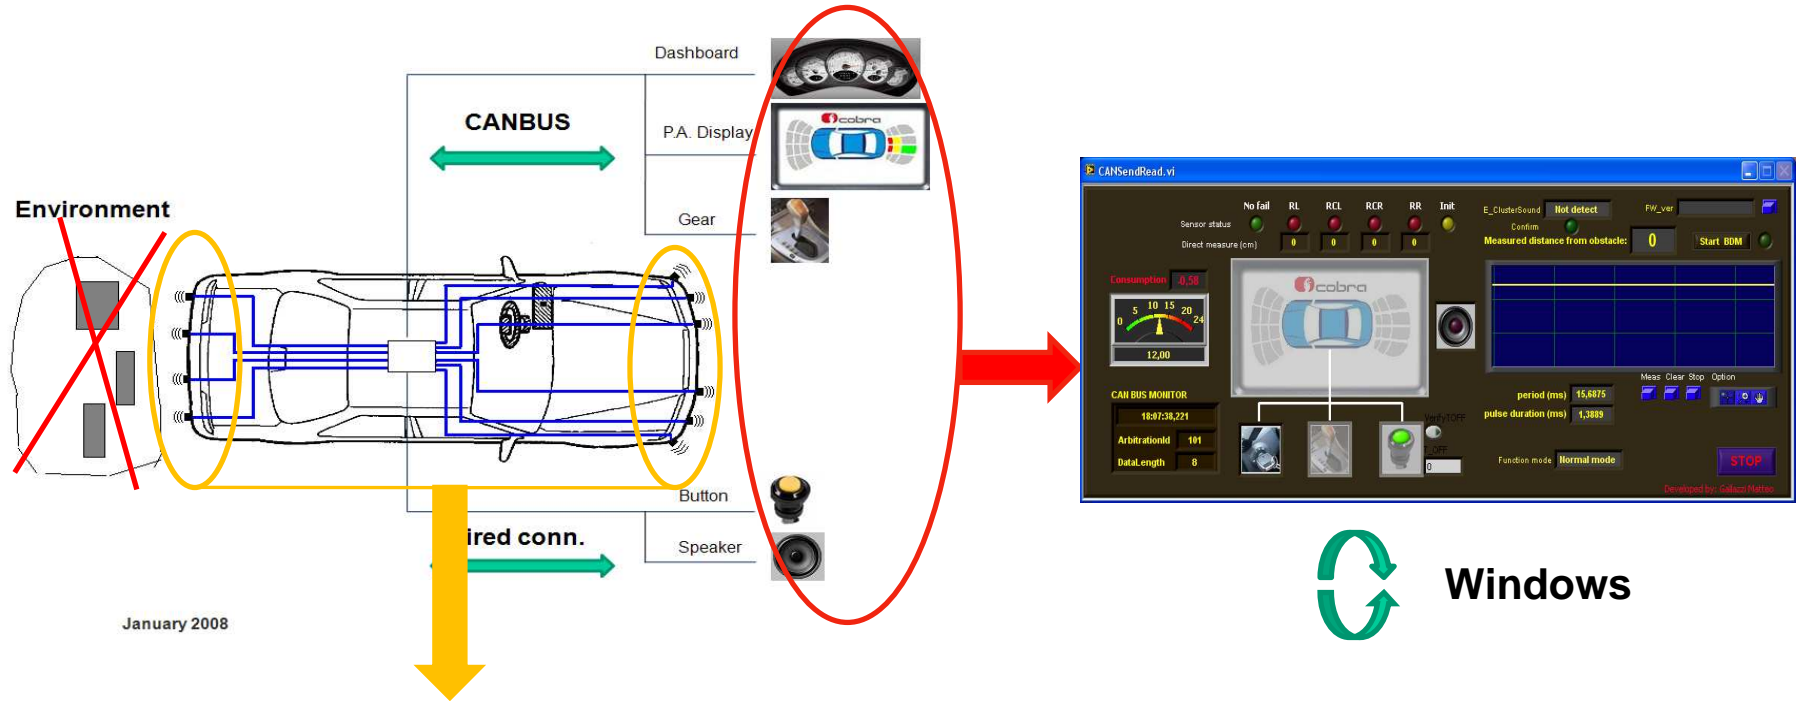 Dashboard
CANBUS
P.A. Display
cobra
Gear
Environment
Button
ired conn.
Speaker
January 2008
CANSendRead.vi
No fail RL RCL RCR RR Init
Sensor status
Direct measure (cm) 0 0 0 0
E_ClusterSound Not detect FW_ver
Confirm
Measured distance from obstacle: 0 Start BDM
Consumption -0,58
0 5 10 15 20 24
12,00
cobra
CAN BUS MONITOR
18:07:38,221
ArbitrationId 101
DataLength 8
VerifyTOFF
_OFF
0
Meas Clear Stop Option
period (ms) 15,6875
pulse duration (ms) 1,3889
Function mode Normal mode
STOP
Developed by: Gallazzi Matteo
Windows